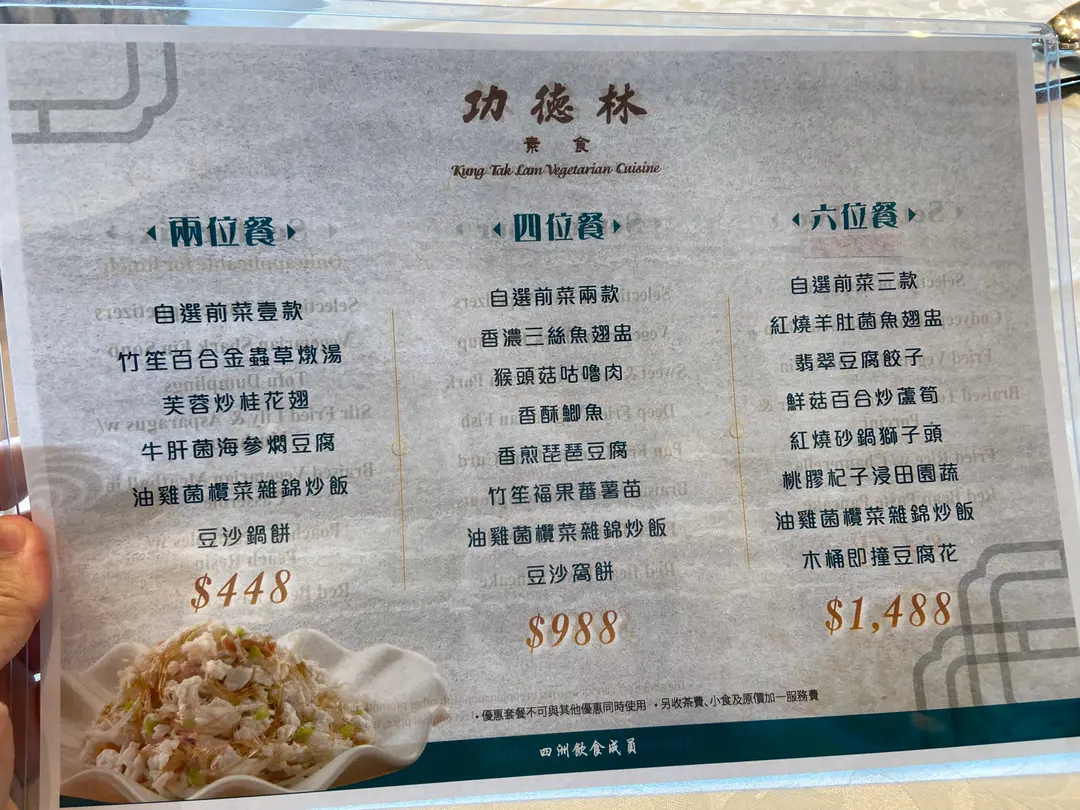 功德林
素食
Kung Tak Lam Vegetarian Cuisine
兩位餐
自選前菜壹款
竹笙百合金蟲草燉湯
芙蓉炒桂花翅
牛肝菌海參燜豆腐
油雞菌欖菜雜錦炒飯
豆沙鍋餅
$448
四位餐
自選前菜兩款
香濃三絲魚翅盅
猴頭菇咕嚕肉
香酥鯽魚
香煎琵琶豆腐
竹笙福果蕃薯苗
油雞菌欖菜雜錦炒飯
豆沙窩餅
$988
六位餐
自選前菜三款
紅燒羊肚菌魚翅盅
翡翠豆腐餃子
鮮菇百合炒蘆筍
紅燒砂鍋獅子頭
桃膠杞子浸田園蔬
油雞菌欖菜雜錦炒飯
木桶即撞豆腐花
$1,488
·優惠套餐不可與其他優惠同時使用 ·另收茶費、小食及原價加一服務費
四洲飲食成員